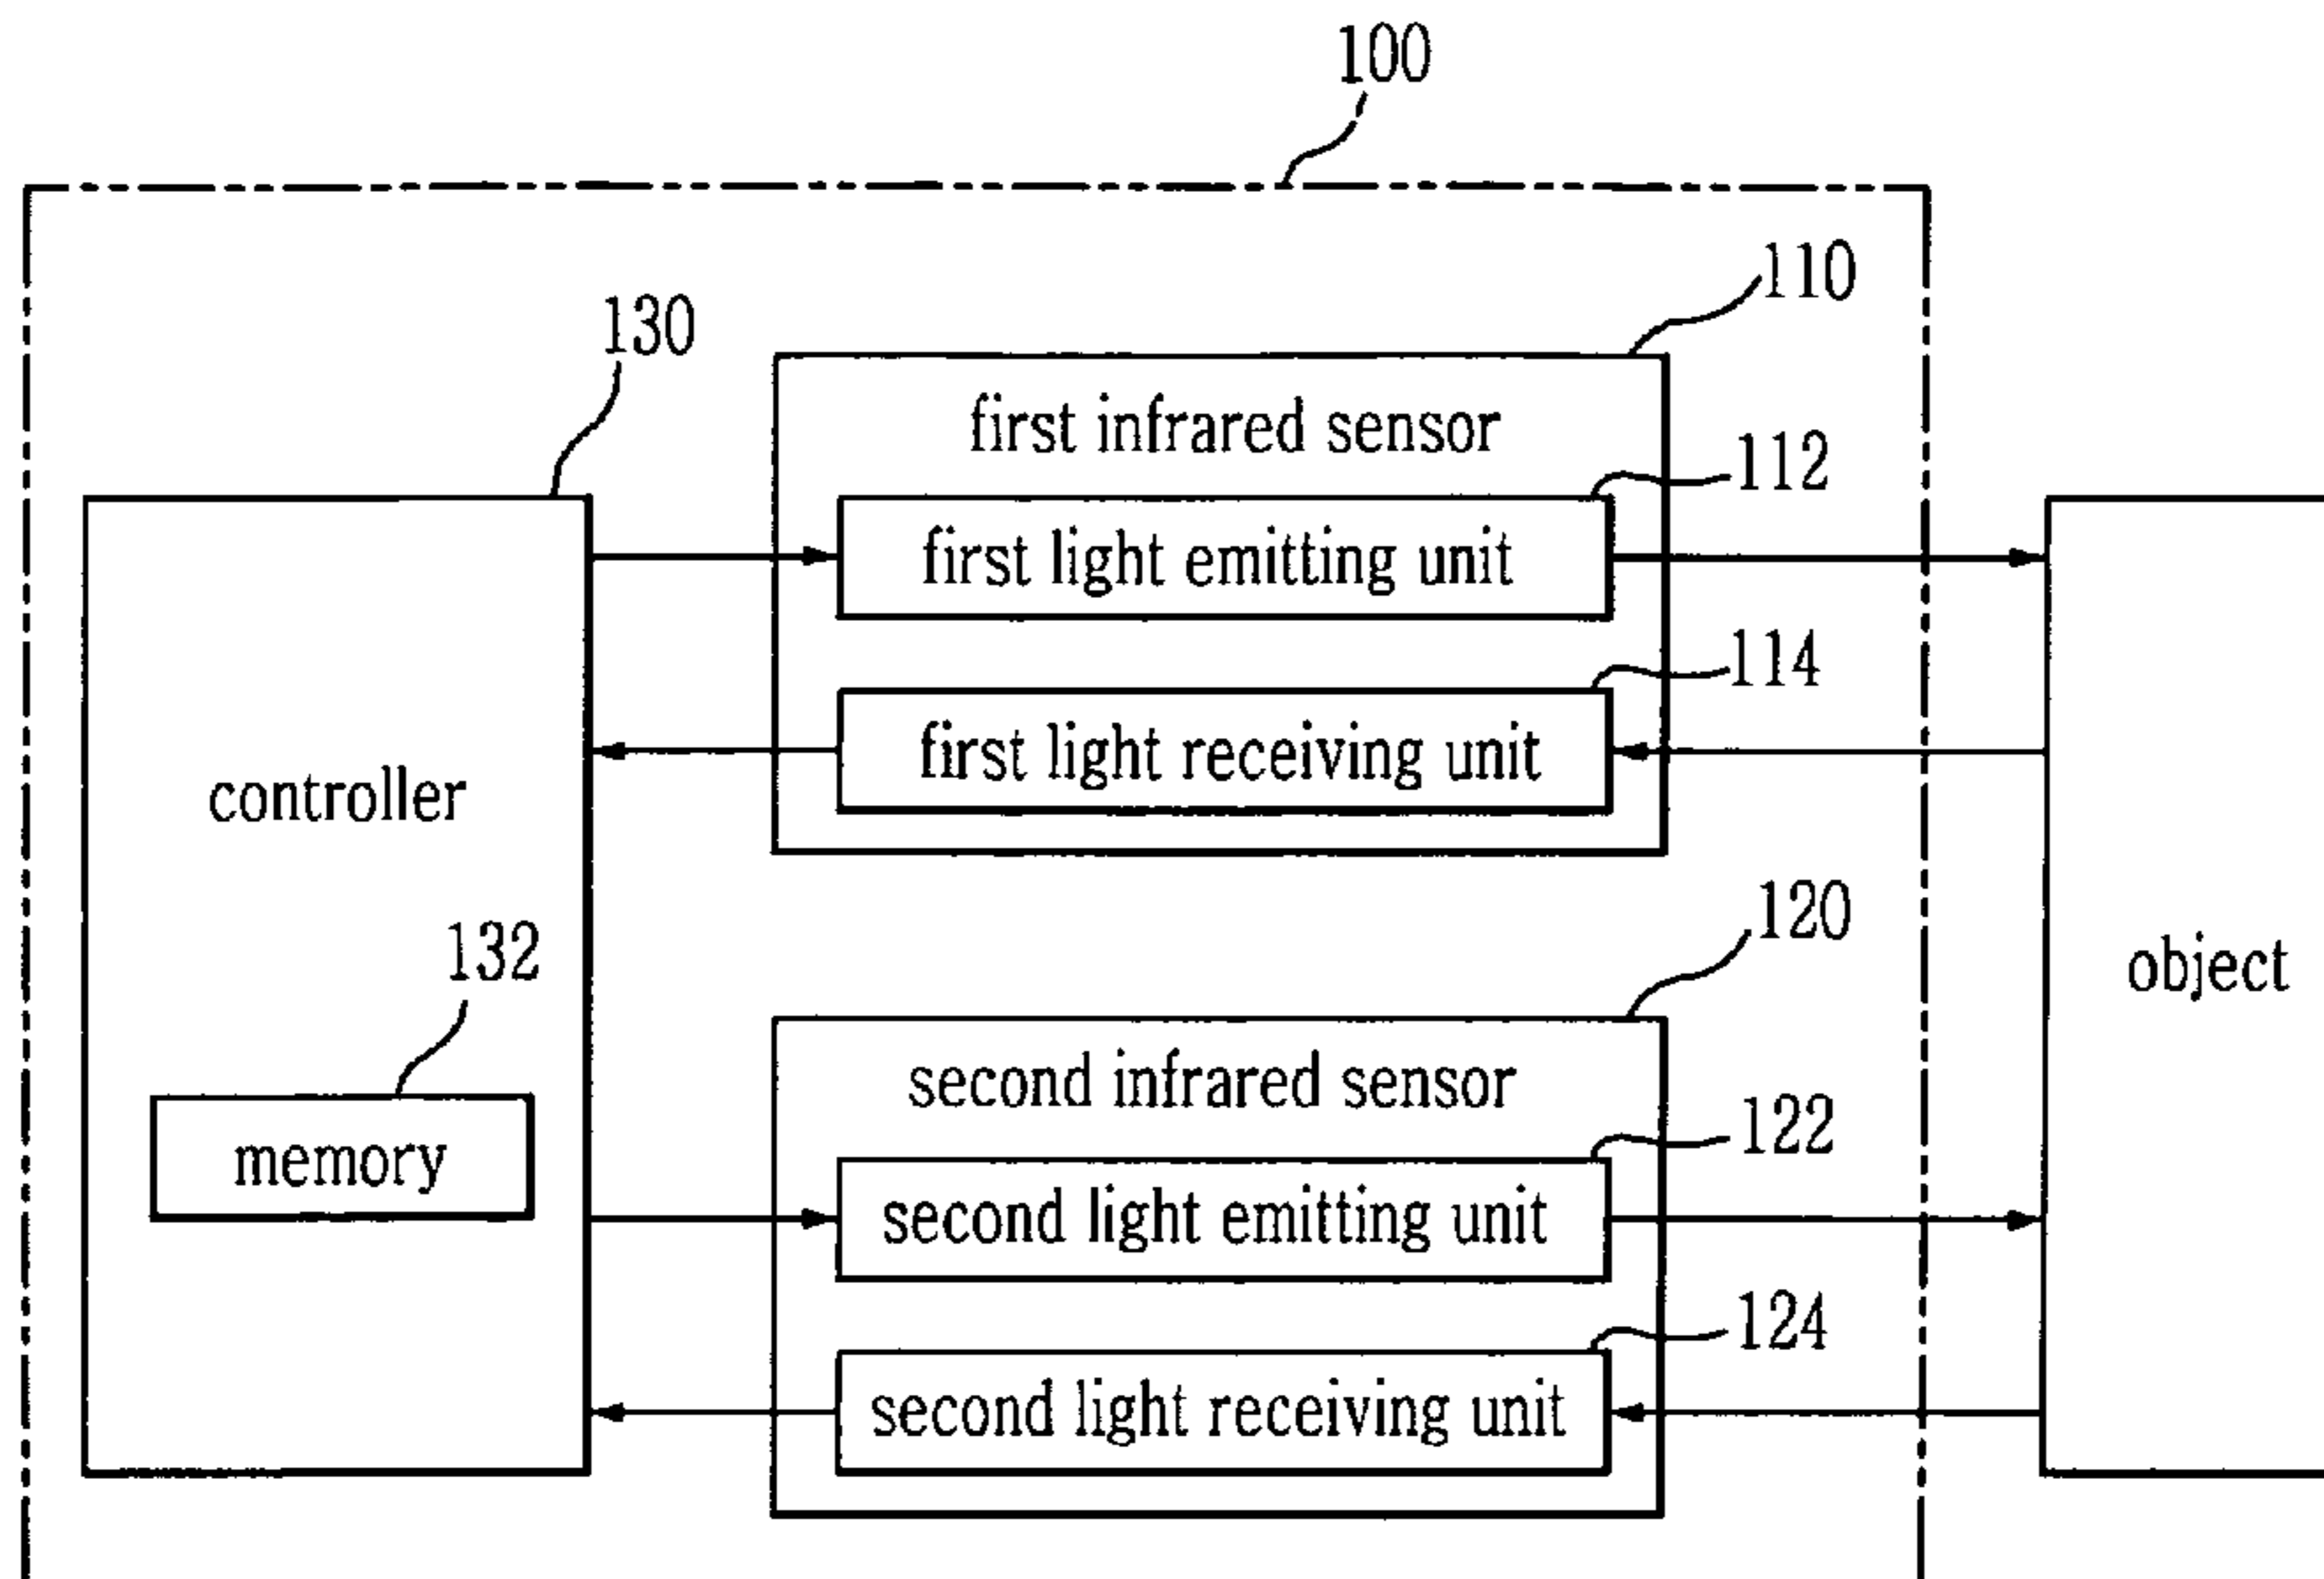 100
110
130
first infrared sensor
112
first light emitting unit
114
first light receiving unit
controller
120
132
object
second infrared sensor
122
memory
second light emitting unit
124
second light receiving unit